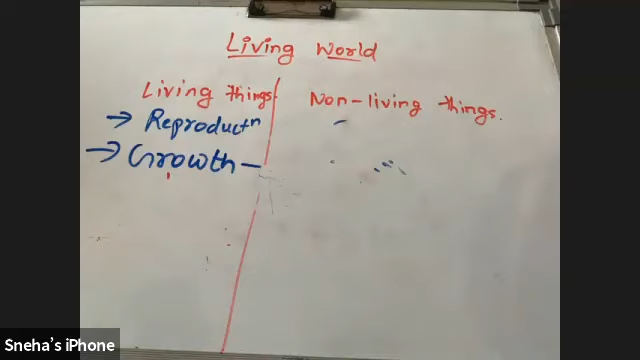 Living World
Living things
Non-living things.
→ Reproductn
→ Growth –
Sneha's iPhone